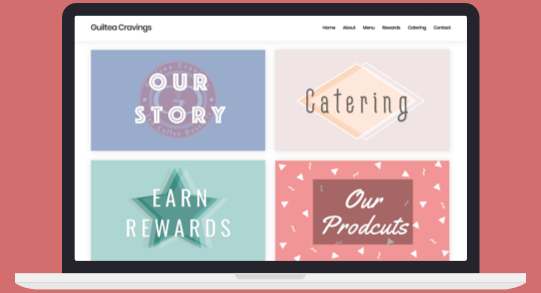 Guiltea Cravings
Home About Menu Rewards Catering Contact
OUR
STORY
Catering
EARN
REWARDS
Our
Prodcuts